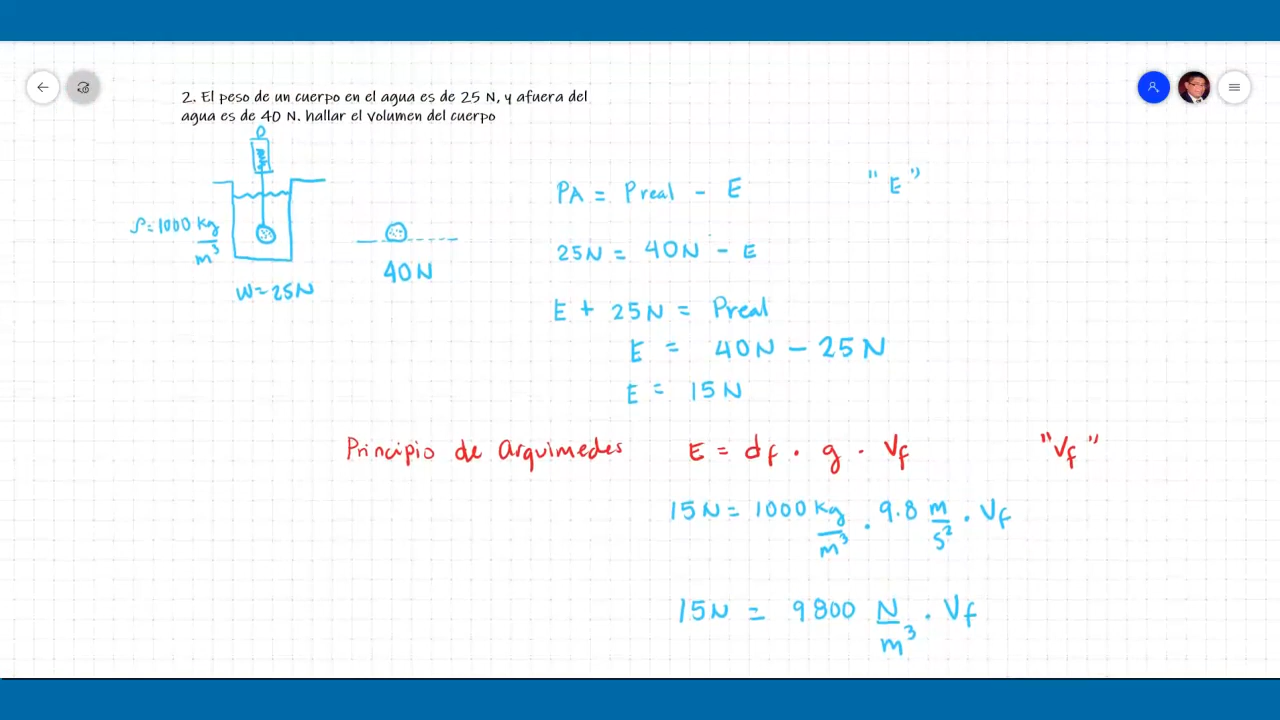 2. El peso de un cuerpo en el agua es de 25 N, y afuera del
agua es de 40 N. hallar el volumen del cuerpo
ρ = 1000 kg/m³
W = 25N
40N
PA = Preal - E
"E"
25N = 40N - E
E + 25N = Preal
E = 40N - 25N
E = 15N
Principio de Arquimedes E = df · g · Vf "Vf"
15N = 1000 kg/m³ · 9.8 m/s² · Vf
15N = 9800 N/m³ · Vf